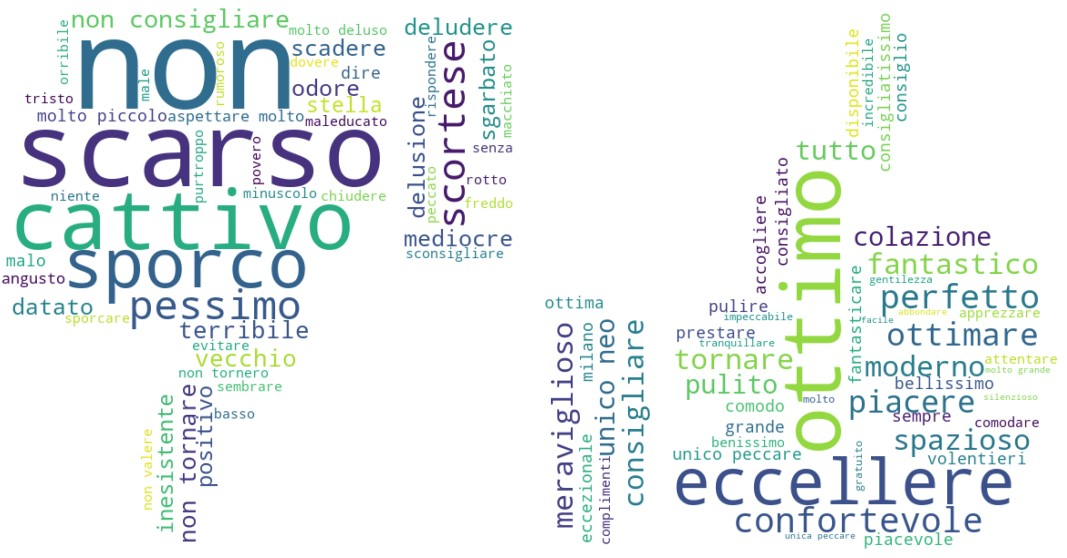 non consigliare
orribile
molto deluso
non
male
rumoroso
scadere
dovere
dire
odore
tristo
stella
molto piccolo
aspettare molto
maleducato
scarso
purtroppo
povero
niente
minuscolo
chiudere
cattivo
malo
sporco
angusto
datato
pessimo
sporcare
terribile
evitare
vecchio
non tornero
sembrare
non valere
inesistente
non tornare
positivo
basso
deludere
rispondere
scortese
sgarbato
macchiato
delusione
peccato
senza
rotto
freddo
mediocre
sconsigliare
disponibile
incredibile
consigliatissimo
consiglio
tutto
ottimo
accogliere
consigliato
colazione
fantastico
fantasticare
gentilezza
perfetto
abbondare
apprezzare
facile
pulire
impeccabile
prestare
tranquillare
ottimare
tornare
moderno
attentare
molto grande
pulito
bellissimo
molto
piacere
silenzioso
comodo
sempre
comodare
grande
benissimo
spazioso
unico peccare
volentieri
gratuito
eccellere
confortevole
unica peccare
piacevole
ottima
meraviglioso
milano
unico neo
consigliare
eccezionale
complimenti